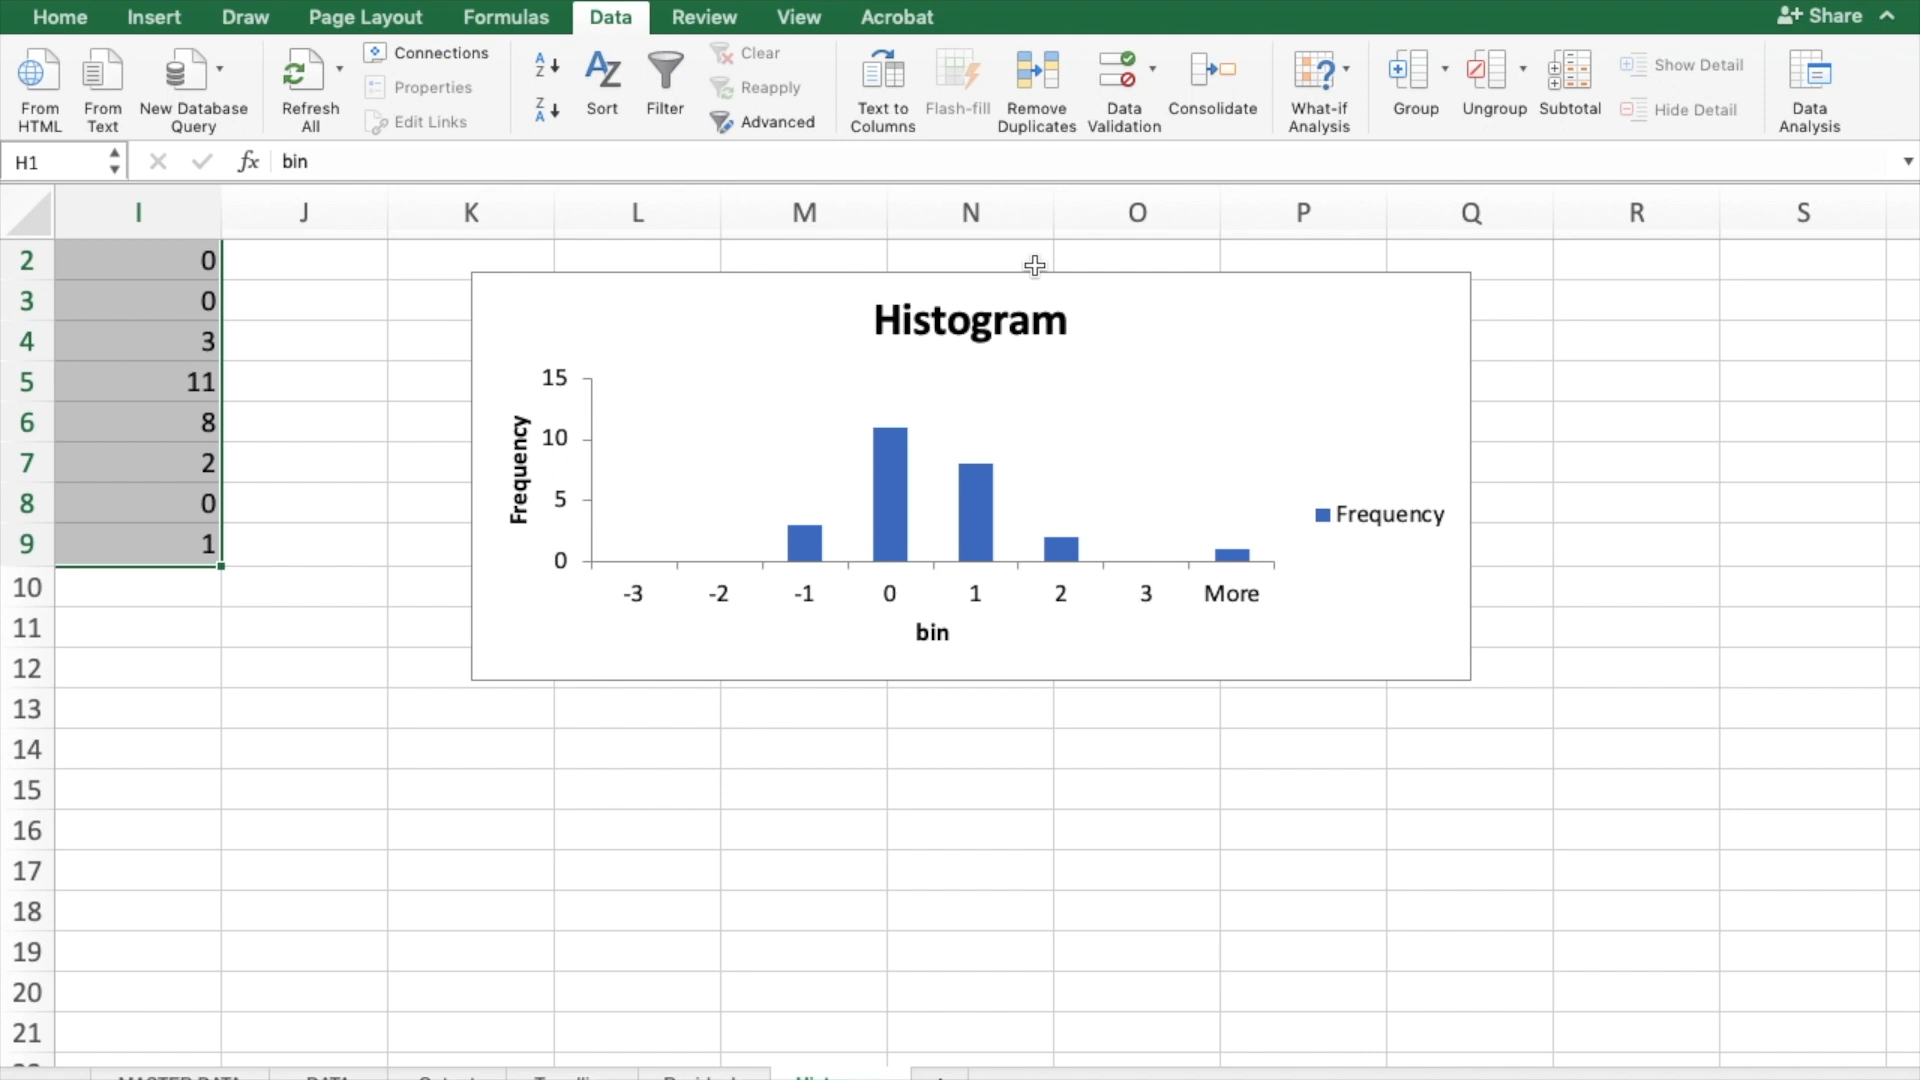 Home Insert Draw Page Layout Formulas Data Review View Acrobat Share
From HTML
From Text
New Database Query
Refresh All
Connections
Properties
Edit Links
A Z
Z A
AZ
Sort
Filter
Clear
Reapply
Advanced
Text to Columns
Flash-fill
Remove Duplicates
Data Validation
Consolidate
What-if Analysis
Group
Ungroup
Subtotal
Show Detail
Hide Detail
Data Analysis
H1 fx bin
I J K L M N O P Q R S
2 0
3 0
4 3
5 11
6 8
7 2
8 0
9 1
10
11
12
13
14
15
16
17
18
19
20
21
Histogram
Frequency
15
10
5
0
-3 -2 -1 0 1 2 3 More
bin
Frequency
MASTER DATA DATA